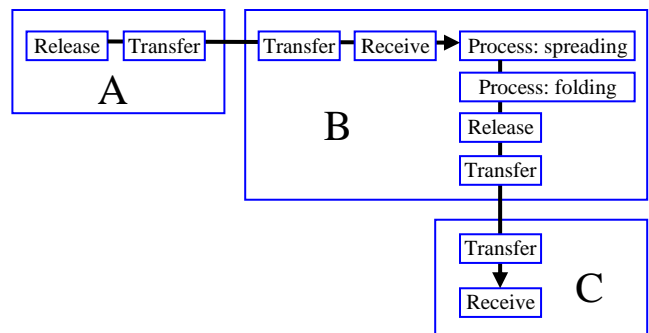 Release
Transfer
A
Transfer
Receive
Process: spreading
Process: folding
B
Release
Transfer
Transfer
Receive
C